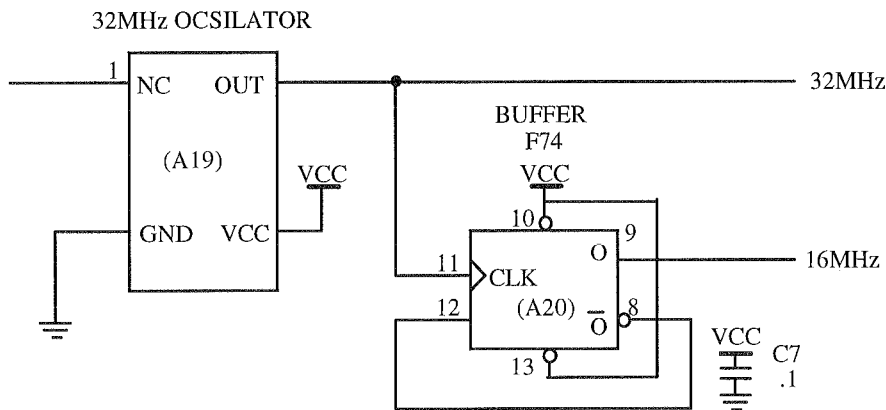 32MHz OCSILATOR
1
NC OUT
32MHz
BUFFER
F74
(A19)
VCC
VCC
10
9
GND VCC
O
16MHz
11
CLK
12
(A20)
O
8
13
VCC
C7
.1